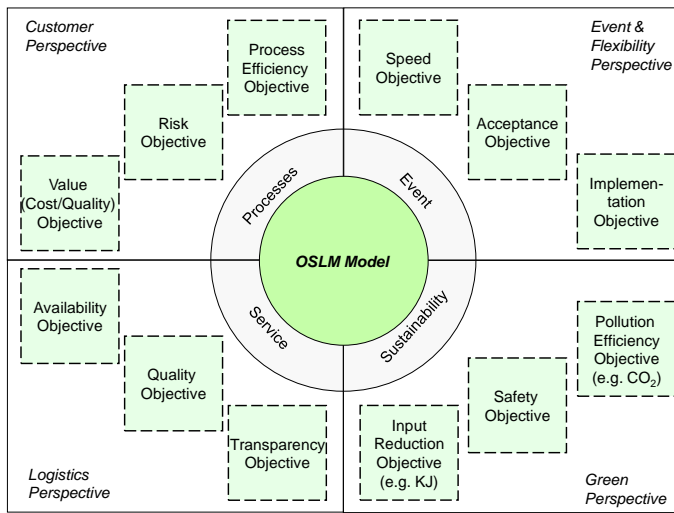 Customer
Perspective
Process
Efficiency
Objective
Risk
Objective
Value
(Cost/Quality)
Objective
Processes
Speed
Objective
Event &
Flexibility
Perspective
Acceptance
Objective
Implemen-
tation
Objective
Event
OSLM Model
Availability
Objective
Quality
Objective
Transparency
Objective
Service
Logistics
Perspective
Sustainability
Pollution
Efficiency
Objective
(e.g. CO₂)
Safety
Objective
Input
Reduction
Objective
(e.g. KJ)
Green
Perspective